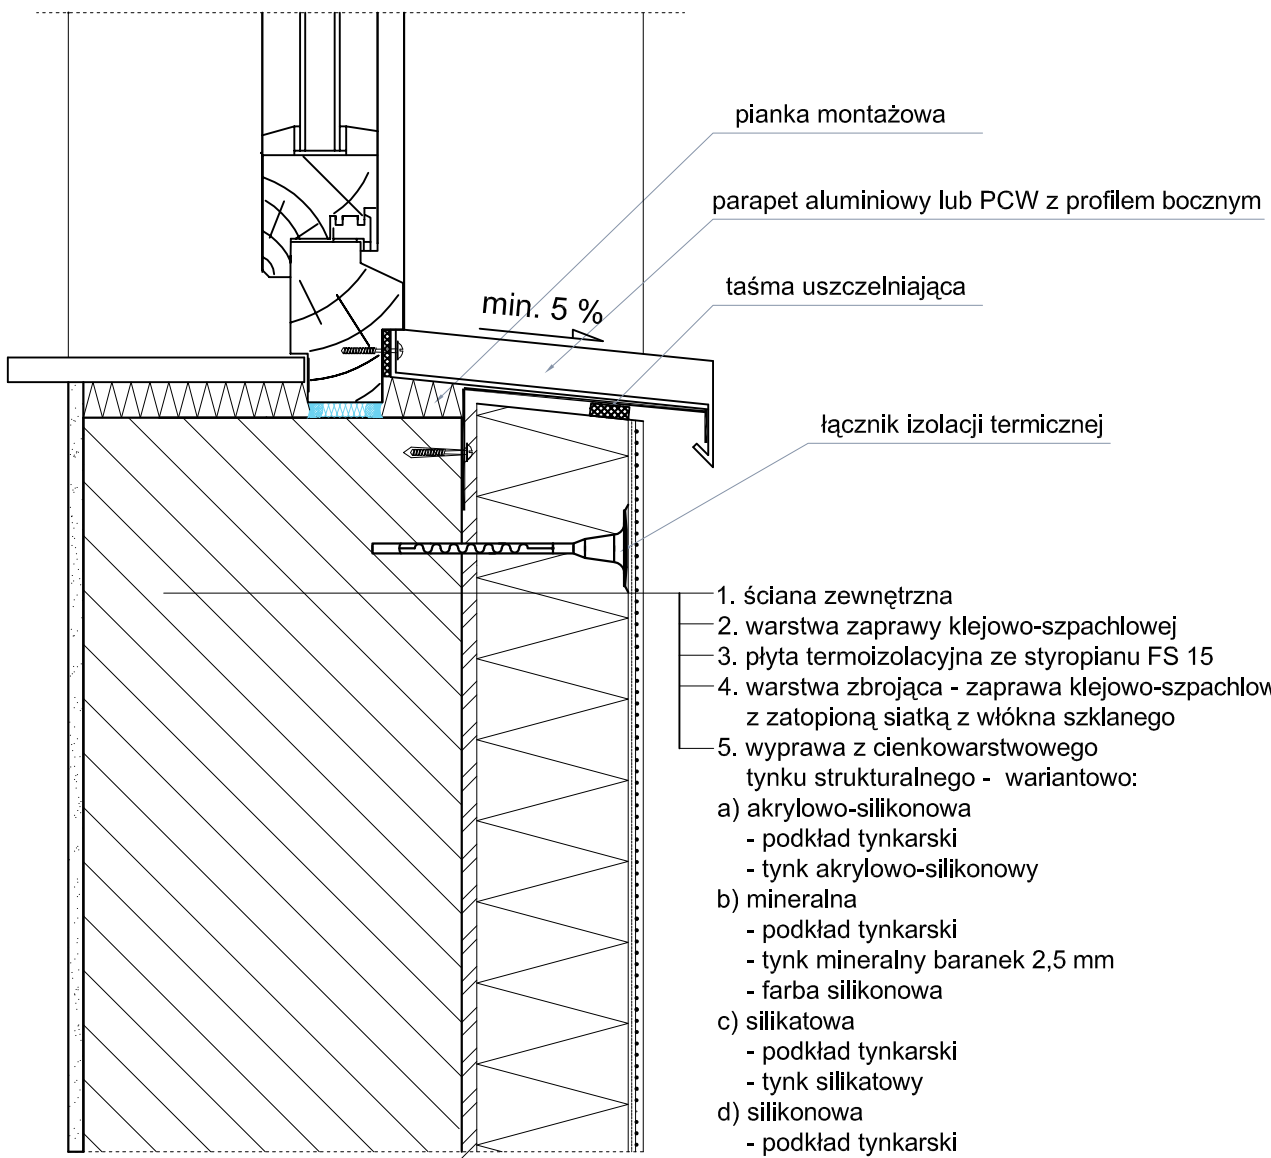 pianka montażowa
parapet aluminiowy lub PCW z profilem bocznym
taśma uszczelniająca
min. 5 %
łącznik izolacji termicznej
1. ściana zewnętrzna
2. warstwa zaprawy klejowo-szpachlowej
3. płyta termoizolacyjna ze styropianu FS 15
4. warstwa zbrojąca - zaprawa klejowo-szpachlow
z zatopioną siatką z włókna szklanego
5. wyprawa z cienkowarstwowego
tynku strukturalnego - wariantowo:
a) akrylowo-silikonowa
- podkład tynkarski
- tynk akrylowo-silikonowy
b) mineralna
- podkład tynkarski
- tynk mineralny baranek 2,5 mm
- farba silikonowa
c) silikatowa
- podkład tynkarski
- tynk silikatowy
d) silikonowa
- podkład tynkarski